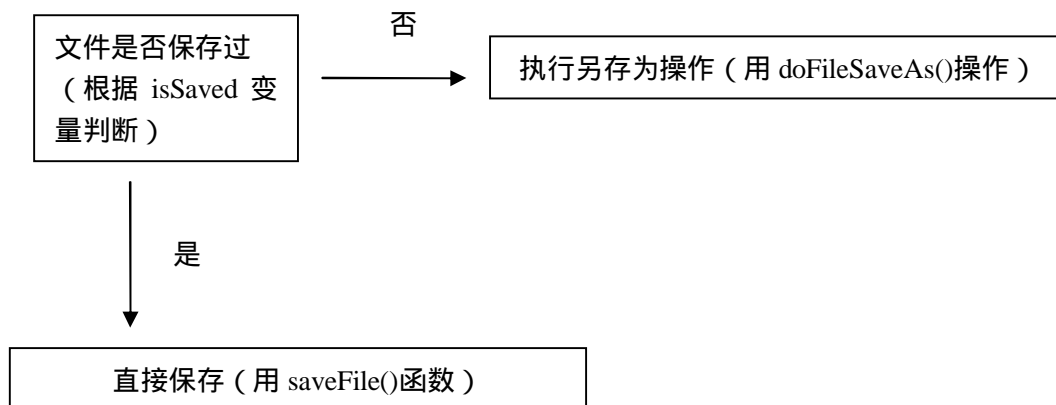 文件是否保存过
（根据 isSaved 变
量判断）
否
执行另存为操作（用 doFileSaveAs()操作）
是
直接保存（用 saveFile()函数）